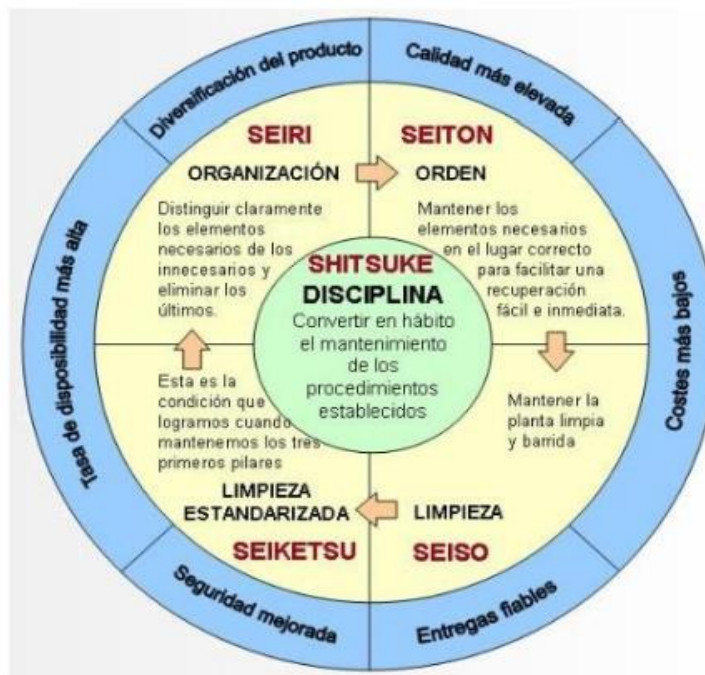 Diversificación del producto
Calidad más elevada
Costes más bajos
Entregas fiables
Seguridad mejorada
Tasa de disposibilidad más alta
SEIRI
ORGANIZACIÓN
Distinguir claramente
los elementos
necesarios de los
innecesarios y
eliminar los
últimos.
SEITON
ORDEN
Mantener los
elementos necesarios
en el lugar correcto
para facilitar una
recuperación
fácil e inmediata.
SHITSUKE
DISCIPLINA
Convertir en hábito
el mantenimiento
de los
procedimientos
establecidos
Mantener la
planta limpia
y barrida
LIMPIEZA
SEISO
Esta es la
condición que
logramos cuando
mantenemos los tres
primeros pilares
LIMPIEZA
ESTANDARIZADA
SEIKETSU